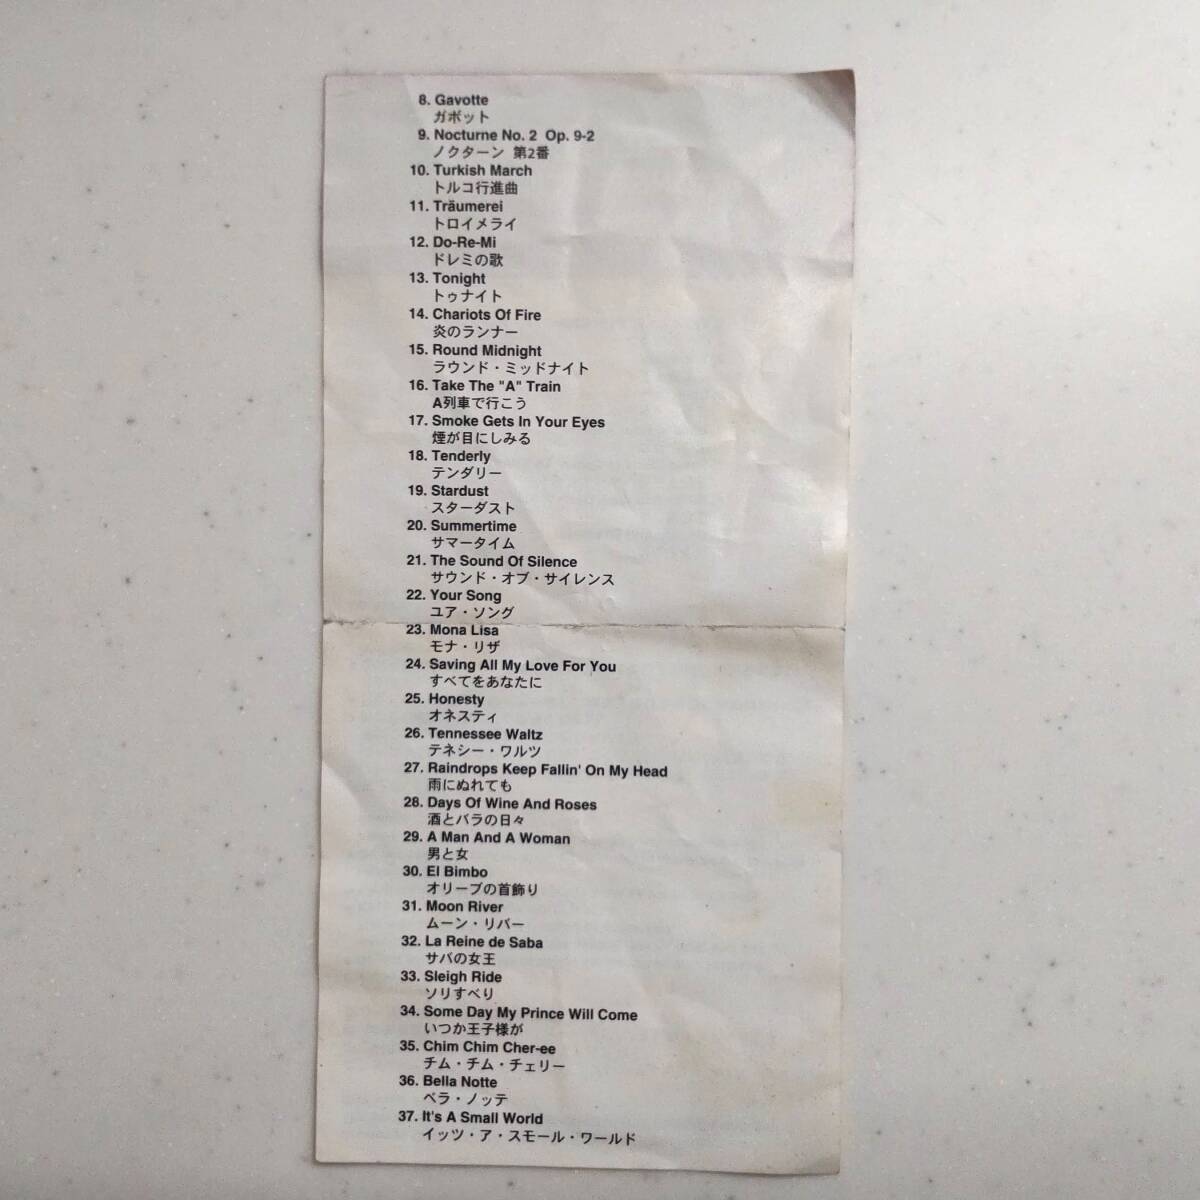 8. Gavotte
ガボット
9. Nocturne No. 2 Op. 9-2
ノクターン 第2番
10. Turkish March
トルコ行進曲
11. Träumerei
トロイメライ
12. Do-Re-Mi
ドレミの歌
13. Tonight
トゥナイト
14. Chariots Of Fire
炎のランナー
15. Round Midnight
ラウンド・ミッドナイト
16. Take The "A" Train
A列車で行こう
17. Smoke Gets In Your Eyes
煙が目にしみる
18. Tenderly
テンダリー
19. Stardust
スターダスト
20. Summertime
サマータイム
21. The Sound Of Silence
サウンド・オブ・サイレンス
22. Your Song
ユア・ソング
23. Mona Lisa
モナ・リザ
24. Saving All My Love For You
すべてをあなたに
25. Honesty
オネスティ
26. Tennessee Waltz
テネシー・ワルツ
27. Raindrops Keep Fallin' On My Head
雨にぬれても
28. Days Of Wine And Roses
酒とバラの日々
29. A Man And A Woman
男と女
30. El Bimbo
オリーブの首飾り
31. Moon River
ムーン・リバー
32. La Reine de Saba
サバの女王
33. Sleigh Ride
ソリすべり
34. Some Day My Prince Will Come
いつか王子様が
35. Chim Chim Cher-ee
チム・チム・チェリー
36. Bella Notte
ベラ・ノッテ
37. It's A Small World
イッツ・ア・スモール・ワールド